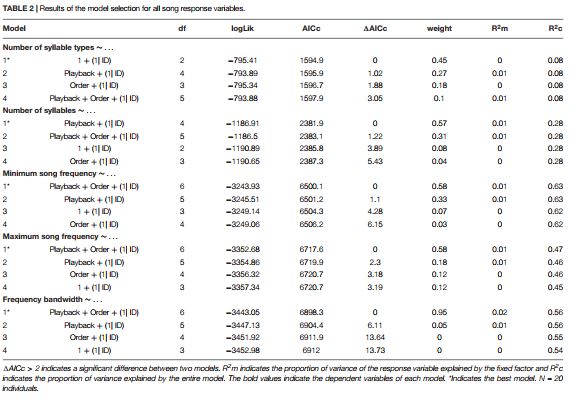 TABLE 2 | Results of the model selection for all song response variables.
Model df logLik AICc ΔAICc weight R²m R²c
Number of syllable types ~ …
1* 1 + (1| ID) 2 −795.41 1594.9 0 0.45 0 0.08
2 Playback + (1| ID) 4 −793.89 1595.9 1.02 0.27 0.01 0.08
3 Order + (1| ID) 3 −795.34 1596.7 1.88 0.18 0 0.08
4 Playback + (1| ID) 5 −793.88 1597.9 3.05 0.1 0.01 0.08
Number of syllables ~ …
1* Playback + (1| ID) 4 −1186.91 2381.9 0 0.57 0.01 0.28
2 Playback + (1| ID) 5 −1186.5 2383.1 1.22 0.31 0.01 0.28
3 1 + (1| ID) 2 −1190.89 2385.8 3.89 0.08 0 0.28
4 Order + (1| ID) 3 −1190.65 2387.3 5.43 0.04 0 0.28
Minimum song frequency ~ …
1* Playback + Order + (1| ID) 6 −3243.93 6500.1 0 0.58 0.01 0.63
2 Playback + (1| ID) 5 −3245.51 6501.2 1.1 0.33 0.01 0.63
3 1 + (1| ID) 3 −3249.14 6504.3 4.28 0.07 0 0.62
4 Order + (1| ID) 4 −3249.06 6506.2 6.15 0.03 0 0.62
Maximum song frequency ~ …
1* Playback + Order + (1| ID) 6 −3352.68 6717.6 0 0.58 0.01 0.47
2 Playback + (1| ID) 5 −3354.86 6719.9 2.3 0.18 0.01 0.46
3 Order + (1| ID) 4 −3356.32 6720.7 3.18 0.12 0 0.46
4 1 + (1| ID) 3 −3357.34 6720.7 3.19 0.12 0 0.45
Frequency bandwidth ~ …
1* Playback + Order + (1| ID) 6 −3443.05 6898.3 0 0.95 0.02 0.56
2 Playback + (1| ID) 5 −3447.13 6904.4 6.11 0.05 0.01 0.56
3 Order + (1| ID) 4 −3451.92 6911.9 13.64 0 0 0.55
4 1 + (1| ID) 3 −3452.98 6912 13.73 0 0 0.54
ΔAICc > 2 indicates a significant difference between two models. R²m indicates the proportion of variance of the response variable explained by the fixed factor and R²c
indicates the proportion of variance explained by the entire model. The bold values indicate the dependent variables of each model. *Indicates the best model. N = 20
individuals.